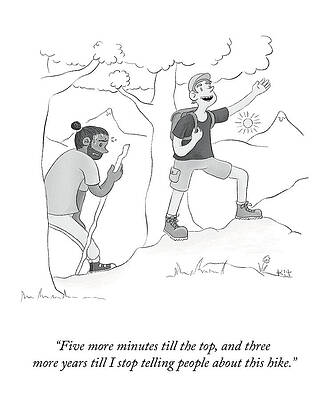 “Five more minutes till the top, and three
more years till I stop telling people about this hike.”